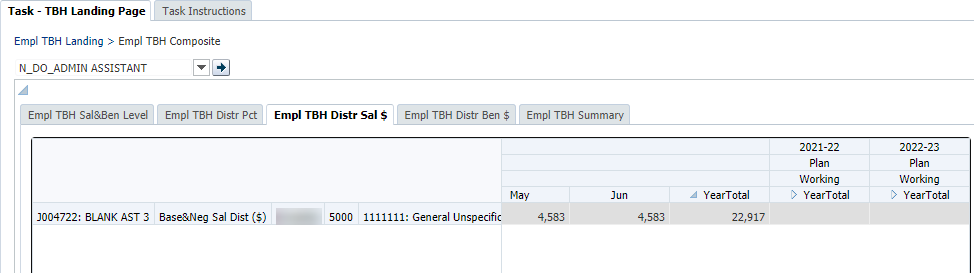 Task - TBH Landing Page Task Instructions
Empl TBH Landing > Empl TBH Composite
N_DO_ADMIN ASSISTANT
Empl TBH Sal&Ben Level Empl TBH Distr Pct Empl TBH Distr Sal $ Empl TBH Distr Ben $ Empl TBH Summary
2021-22 2022-23
Plan Plan
Working Working
May Jun YearTotal YearTotal YearTotal
J004722: BLANK AST 3 Base&Neg Sal Dist ($) 5000 1111111: General Unspecific 4,583 4,583 22,917